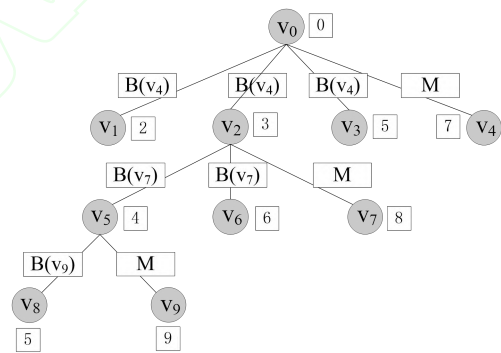 v0 0
B(v4) B(v4) B(v4) M
v1 2 v2 3 v3 5 7 v4
B(v7) B(v7) M
v5 4 v6 6 v7 8
B(v9) M
v8 v9
5 9